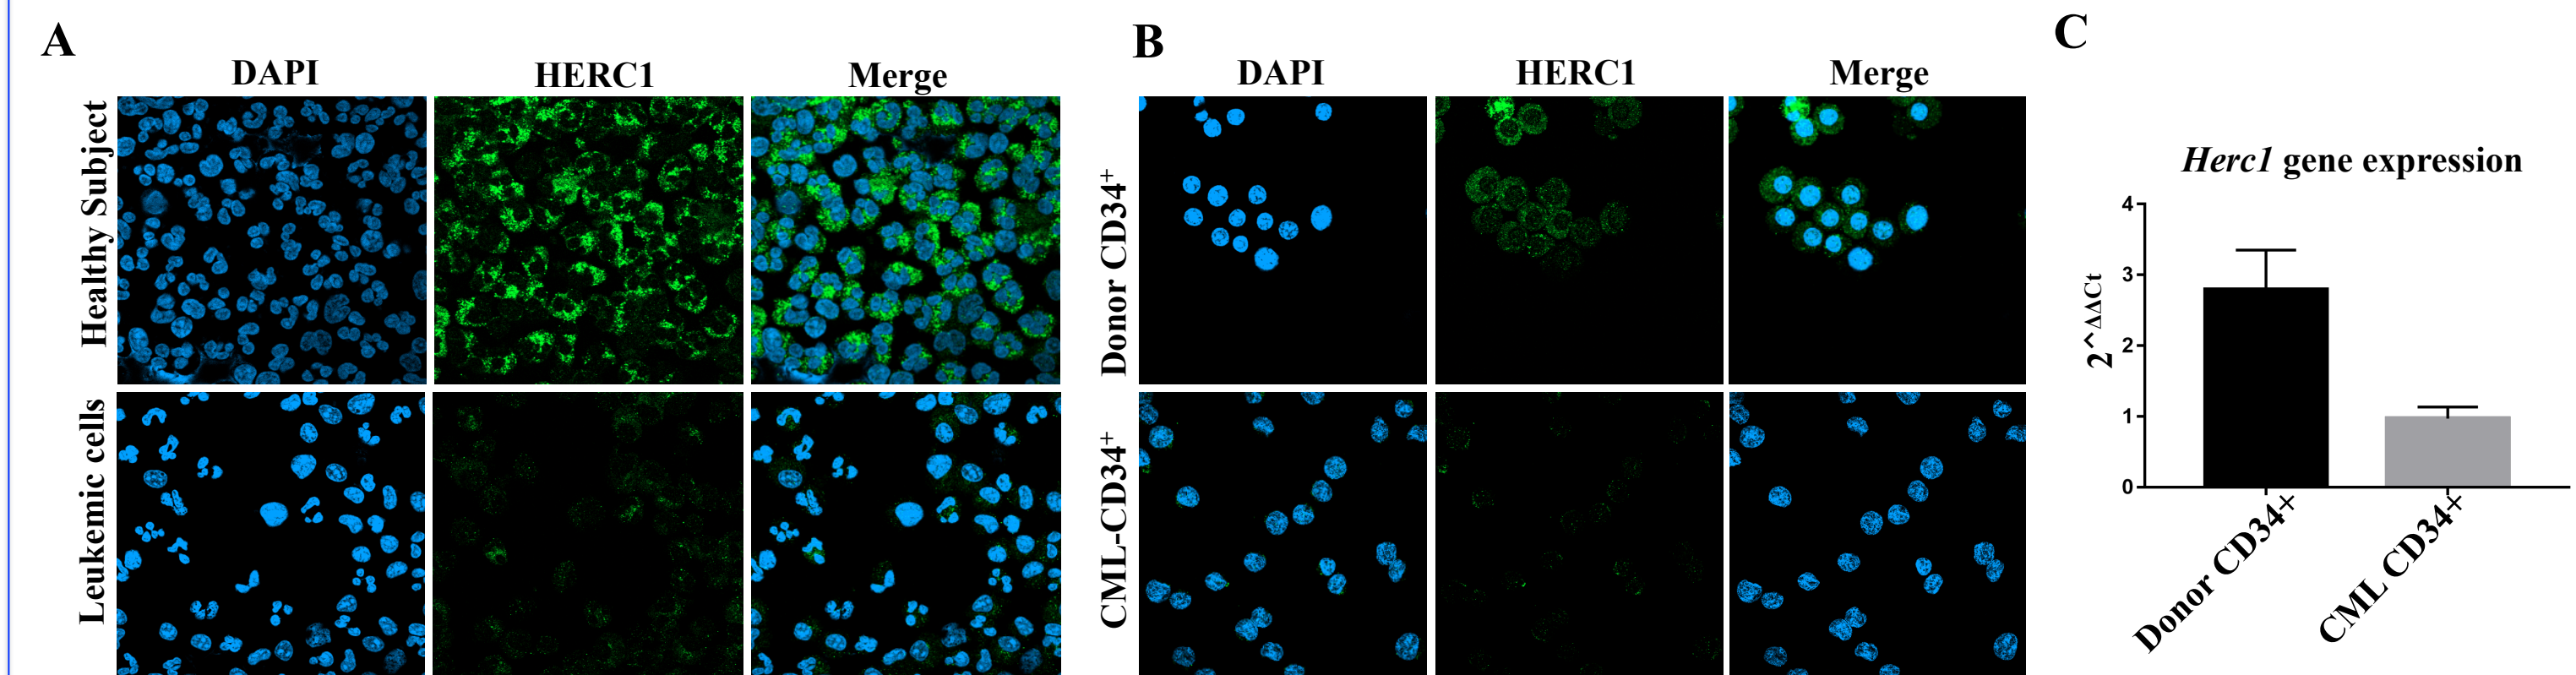 A
DAPI
HERC1
Merge
Healthy Subject
Leukemic cells
B
DAPI
HERC1
Merge
Donor CD34+
CML-CD34+
C
Herc1 gene expression
2^ΔΔCt
4
3
2
1
0
Donor CD34+
CML CD34+